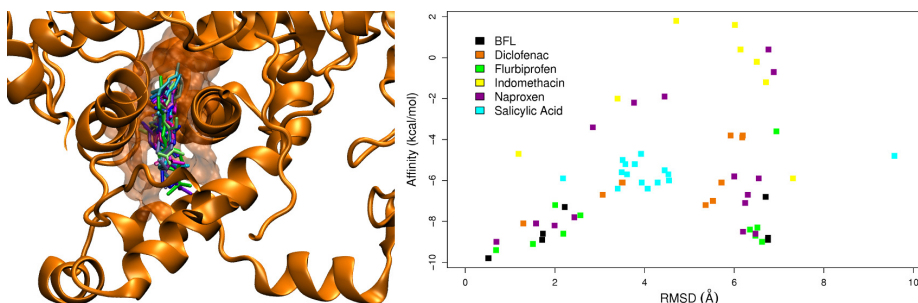 BFL
Diclofenac
Flurbiprofen
Indomethacin
Naproxen
Salicylic Acid
Affinity (kcal/mol)
2
0
−2
−4
−6
−8
−10
0
2
4
6
8
10
RMSD (Å)